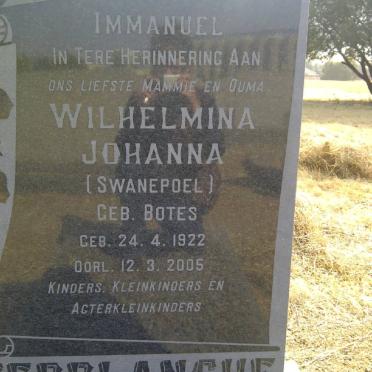 IMMANUEL
IN TERE HERINNERING AAN
ONS LIEFSTE MAMMIE EN OUMA
WILHELMINA
JOHANNA
(SWANEPOEL)
GEB. BOTES
GEB. 24. 4. 1922
OORL. 12. 3. 2005
KINDERS, KLEINKINDERS EN
AGTERKLEINKINDERS